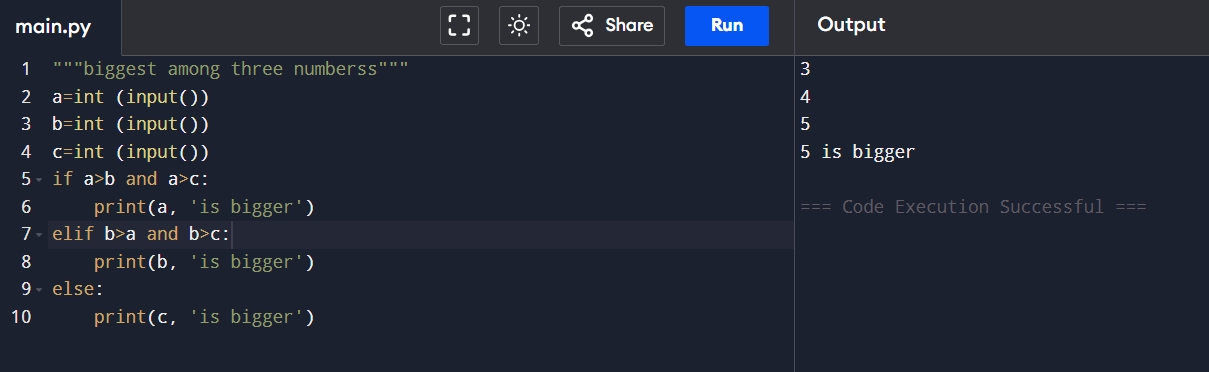 main.py Share Run Output
1 """biggest among three numberss"""
2 a=int (input())
3 b=int (input())
4 c=int (input())
5 if a>b and a>c:
6     print(a, 'is bigger')
7 elif b>a and b>c:
8     print(b, 'is bigger')
9 else:
10     print(c, 'is bigger')
3
4
5
5 is bigger
=== Code Execution Successful ===